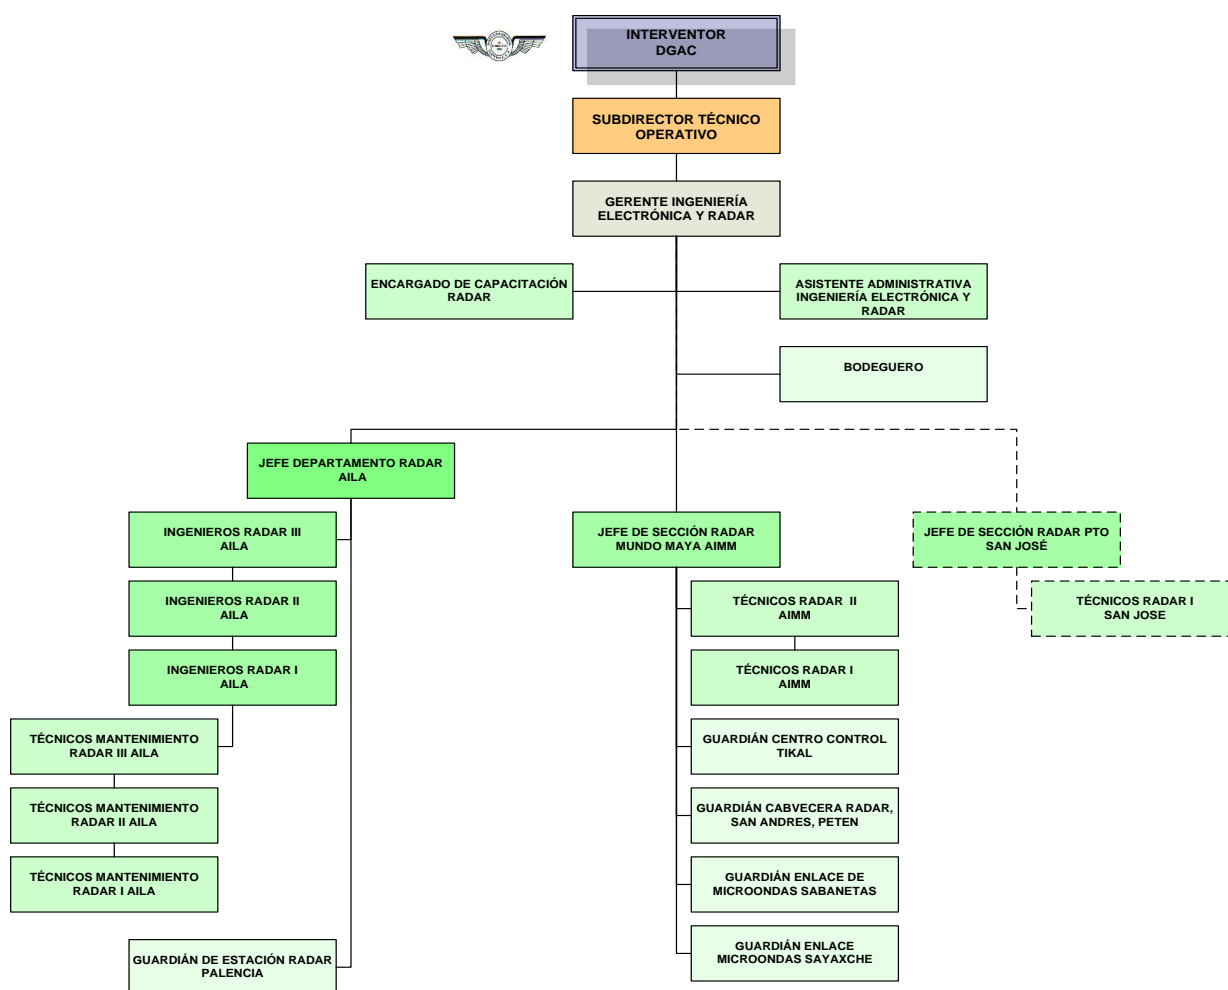 INTERVENTOR
DGAC
SUBDIRECTOR TÉCNICO
OPERATIVO
GERENTE INGENIERÍA
ELECTRÓNICA Y RADAR
ENCARGADO DE CAPACITACIÓN
RADAR
ASISTENTE ADMINISTRATIVA
INGENIERÍA ELECTRÓNICA Y
RADAR
BODEGUERO
JEFE DEPARTAMENTO RADAR
AILA
INGENIEROS RADAR III
AILA
INGENIEROS RADAR II
AILA
INGENIEROS RADAR I
AILA
TÉCNICOS MANTENIMIENTO
RADAR III AILA
TÉCNICOS MANTENIMIENTO
RADAR II AILA
TÉCNICOS MANTENIMIENTO
RADAR I AILA
GUARDIÁN DE ESTACIÓN RADAR
PALENCIA
JEFE DE SECCIÓN RADAR
MUNDO MAYA AIMM
TÉCNICOS RADAR II
AIMM
TÉCNICOS RADAR I
AIMM
GUARDIÁN CENTRO CONTROL
TIKAL
GUARDIÁN CABVECERA RADAR,
SAN ANDRES, PETEN
GUARDIÁN ENLACE DE
MICROONDAS SABANETAS
GUARDIÁN ENLACE
MICROONDAS SAYAXCHE
JEFE DE SECCIÓN RADAR PTO
SAN JOSÉ
TÉCNICOS RADAR I
SAN JOSE